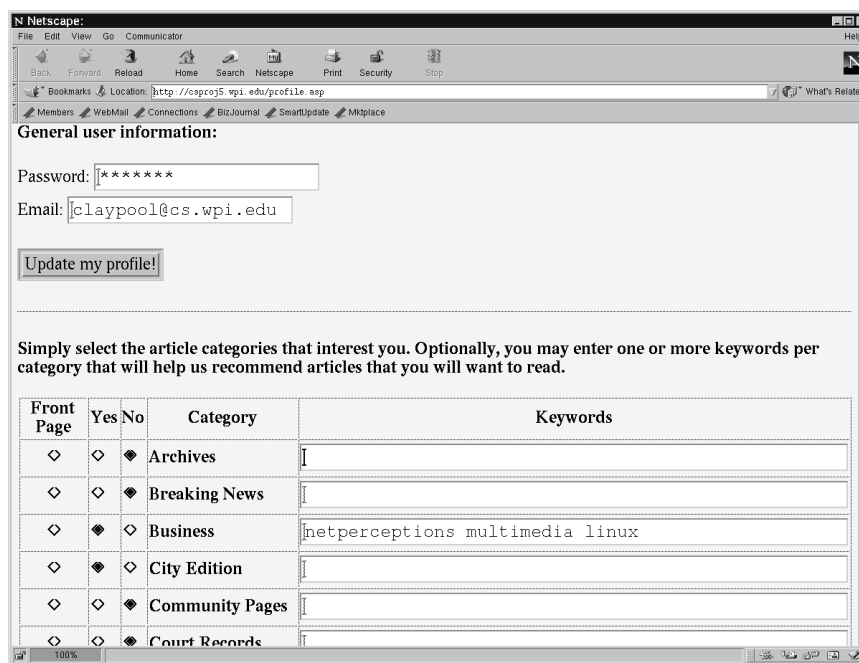 N Netscape:
File Edit View Go Communicator Help
Back Forward Reload Home Search Netscape Print Security Stop
Bookmarks Location: http://csproj5.wpi.edu/profile.asp What's Relate
Members WebMail Connections BizJournal SmartUpdate Mktplace
General user information:
Password: *******
Email: claypool@cs.wpi.edu
Update my profile!
Simply select the article categories that interest you. Optionally, you may enter one or more keywords per
category that will help us recommend articles that you will want to read.
Front Page Yes No Category Keywords
Archives
Breaking News
Business netperceptions multimedia linux
City Edition
Community Pages
Court Records
100%